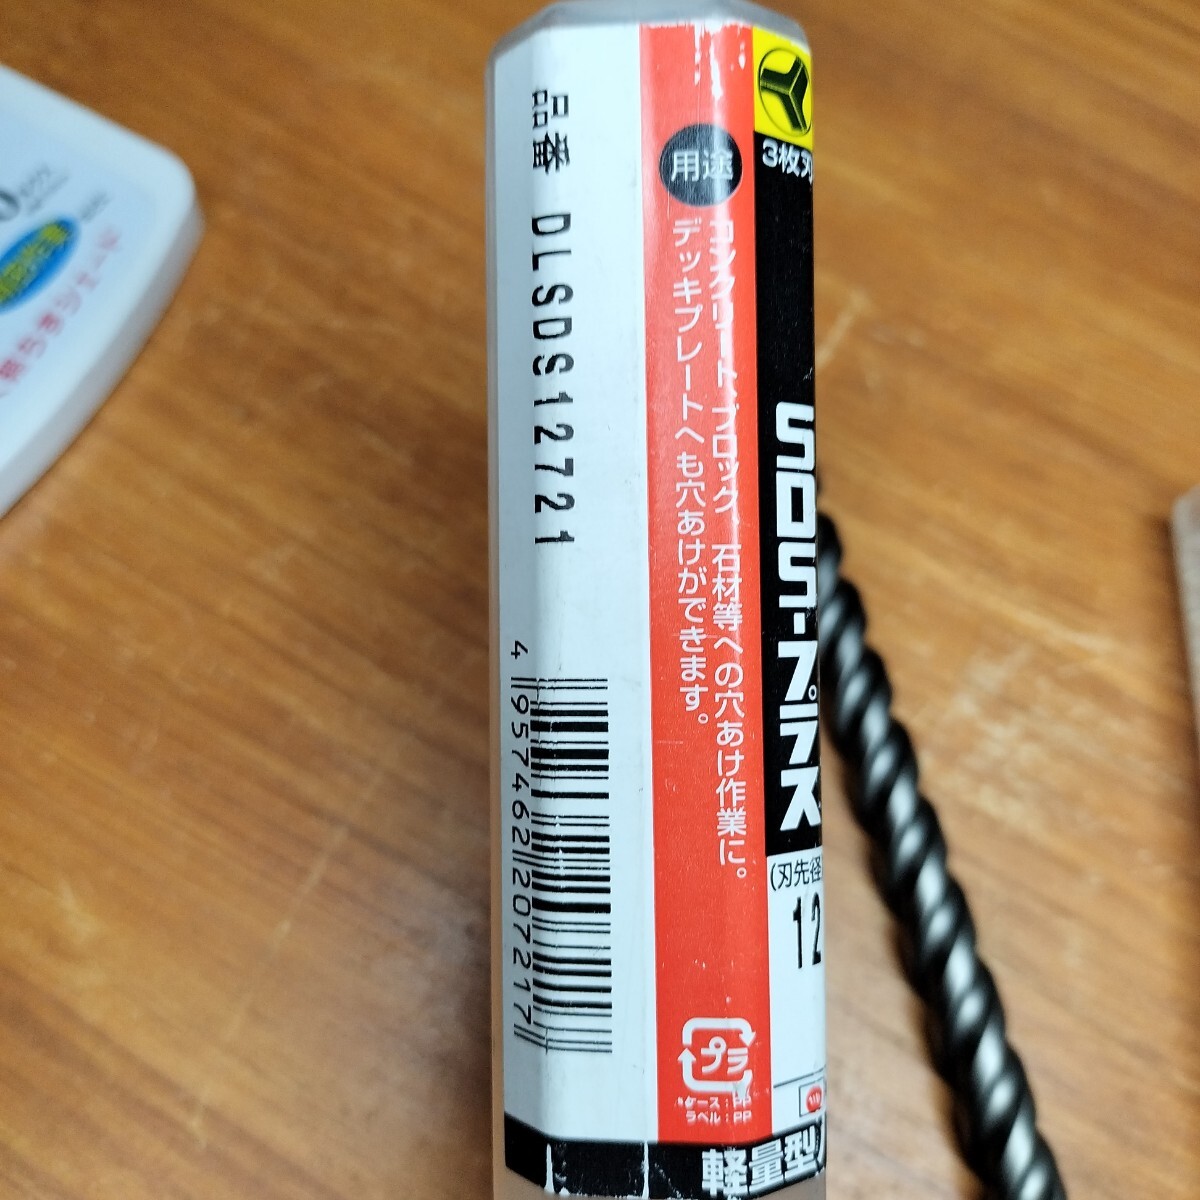 品番 DLSDS12721
4 957462 207217
用途
コンクリート、ブロック、石材等への穴あけ作業に。
デッキプレートへも穴あけができます。
プラ
ケース：PP
ラベル：PP
3枚刃
SDS-プラス
(刃先径
12
軽量型